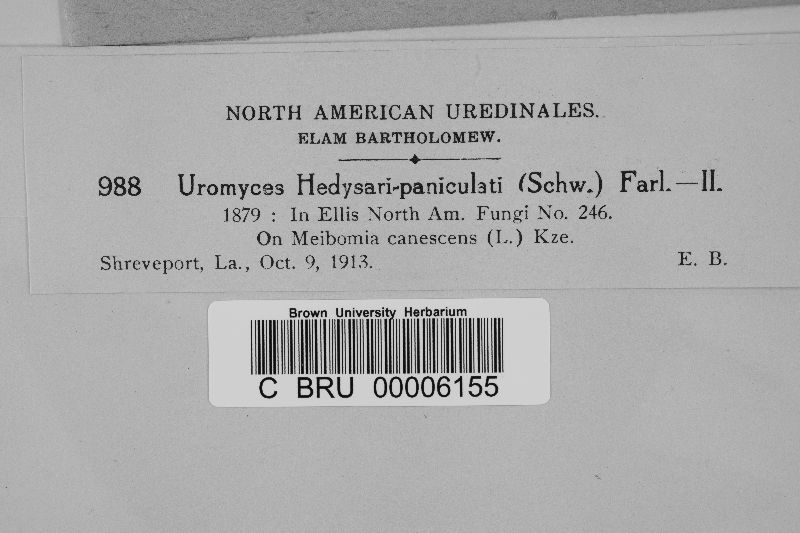 NORTH AMERICAN UREDINALES.
ELAM BARTHOLOMEW.
988 Uromyces Hedysari-paniculati (Schw.) Farl.—II.
1879 : In Ellis North Am. Fungi No. 246.
On Meibomia canescens (L.) Kze.
Shreveport, La., Oct. 9, 1913. E. B.
Brown University Herbarium
C BRU 00006155